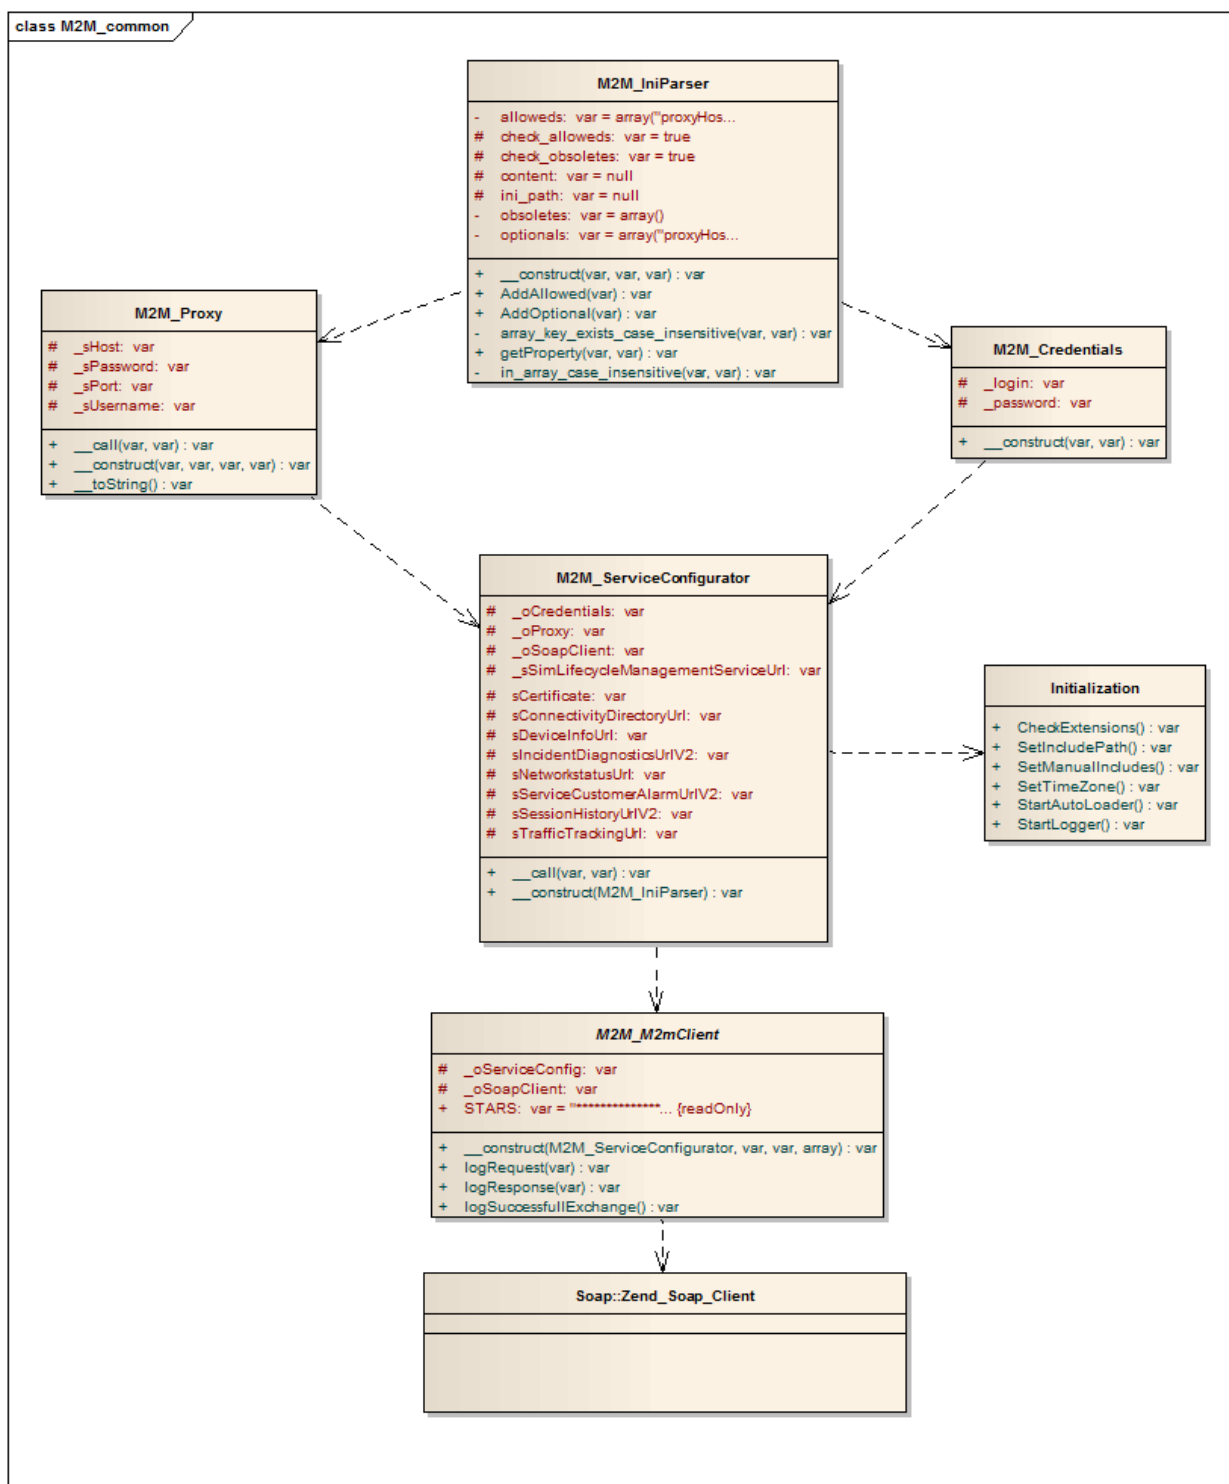 class M2M_common
M2M_IniParser
- alloweds: var = array("proxyHos...
# check_alloweds: var = true
# check_obsoletes: var = true
# content: var = null
# ini_path: var = null
- obsoletes: var = array()
- optionals: var = array("proxyHos...
+ __construct(var, var, var) : var
+ AddAllowed(var) : var
+ AddOptional(var) : var
- array_key_exists_case_insensitive(var, var) : var
+ getProperty(var, var) : var
- in_array_case_insensitive(var, var) : var
M2M_Proxy
# _sHost: var
# _sPassword: var
# _sPort: var
# _sUsername: var
+ __call(var, var) : var
+ __construct(var, var, var, var) : var
+ __toString() : var
M2M_Credentials
# _login: var
# _password: var
+ __construct(var, var) : var
M2M_ServiceConfigurator
# _oCredentials: var
# _oProxy: var
# _oSoapClient: var
# _sSimLifecycleManagementServiceUrl: var
# sCertificate: var
# sConnectivityDirectoryUrl: var
# sDeviceInfoUrl: var
# sIncidentDiagnosticsUrlV2: var
# sNetworkstatusUrl: var
# sServiceCustomerAlarmUrlV2: var
# sSessionHistoryUrlV2: var
# sTrafficTrackingUrl: var
+ __call(var, var) : var
+ __construct(M2M_IniParser) : var
Initialization
+ CheckExtensions() : var
+ SetIncludePath() : var
+ SetManualIncludes() : var
+ SetTimeZone() : var
+ StartAutoLoader() : var
+ StartLogger() : var
M2M_M2mClient
# _oServiceConfig: var
# _oSoapClient: var
+ STARS: var = "**************... {readOnly}
+ __construct(M2M_ServiceConfigurator, var, var, array) : var
+ logRequest(var) : var
+ logResponse(var) : var
+ logSuccessfullExchange() : var
Soap::Zend_Soap_Client